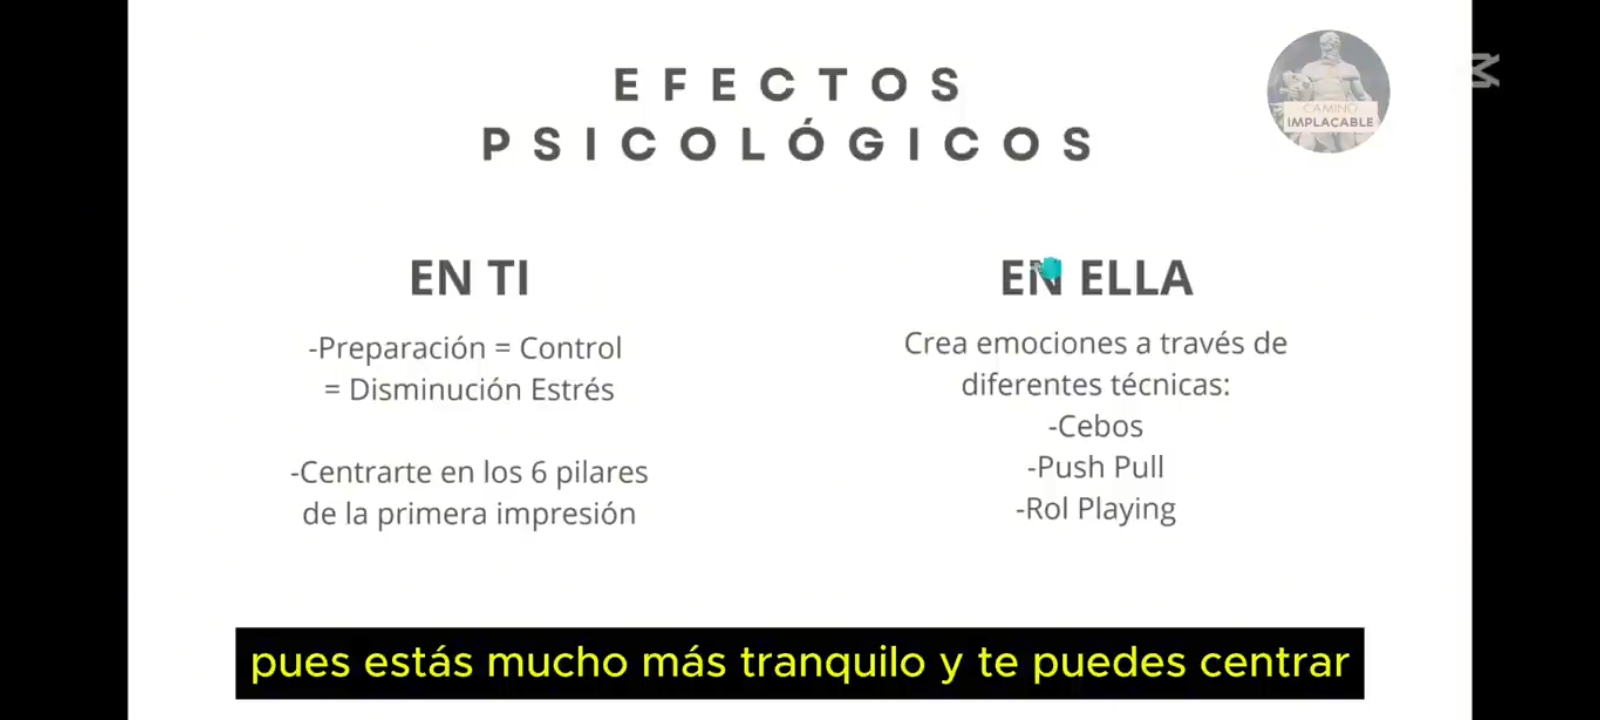 EFECTOS
PSICOLÓGICOS
CAMINO
IMPLACABLE
EN TI
-Preparación = Control
= Disminución Estrés
-Centrarte en los 6 pilares
de la primera impresión
EN ELLA
Crea emociones a través de
diferentes técnicas:
-Cebos
-Push Pull
-Rol Playing
pues estás mucho más tranquilo y te puedes centrar